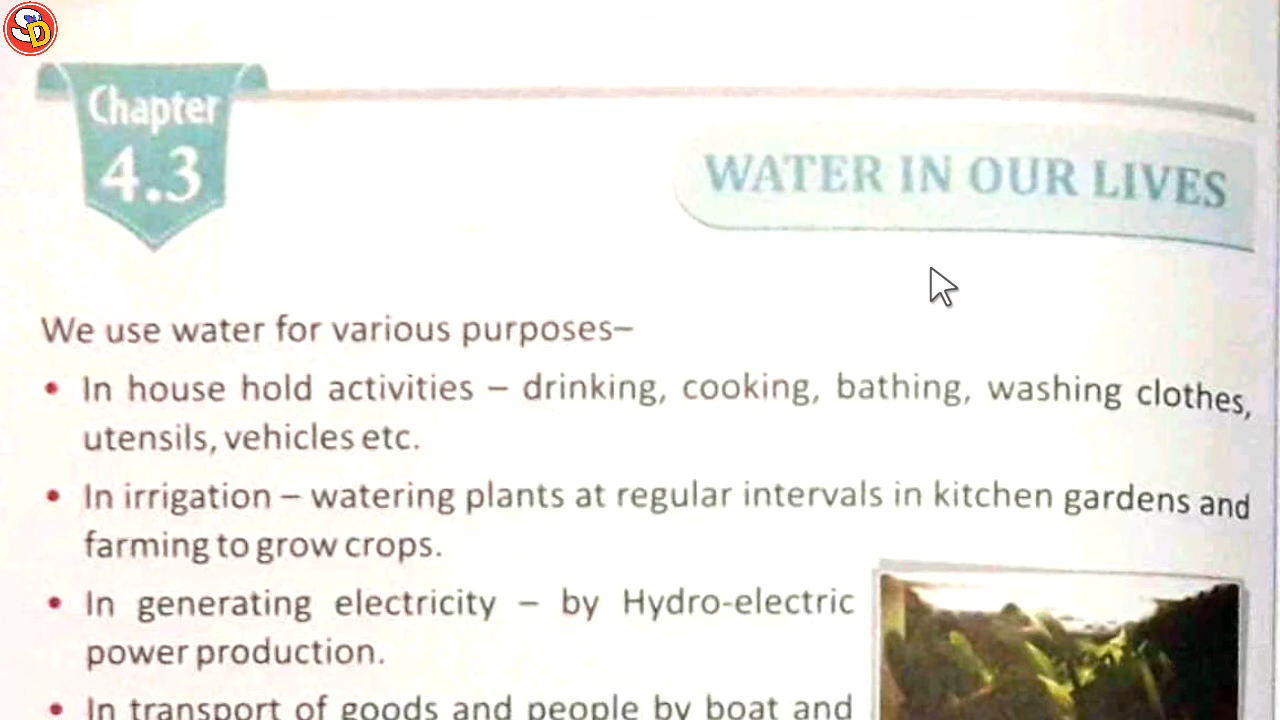 SD
Chapter
4.3
WATER IN OUR LIVES
We use water for various purposes–
• In house hold activities – drinking, cooking, bathing, washing clothes,
utensils, vehicles etc.
• In irrigation – watering plants at regular intervals in kitchen gardens and
farming to grow crops.
• In generating electricity – by Hydro-electric
power production.
• In transport of goods and people by boat and